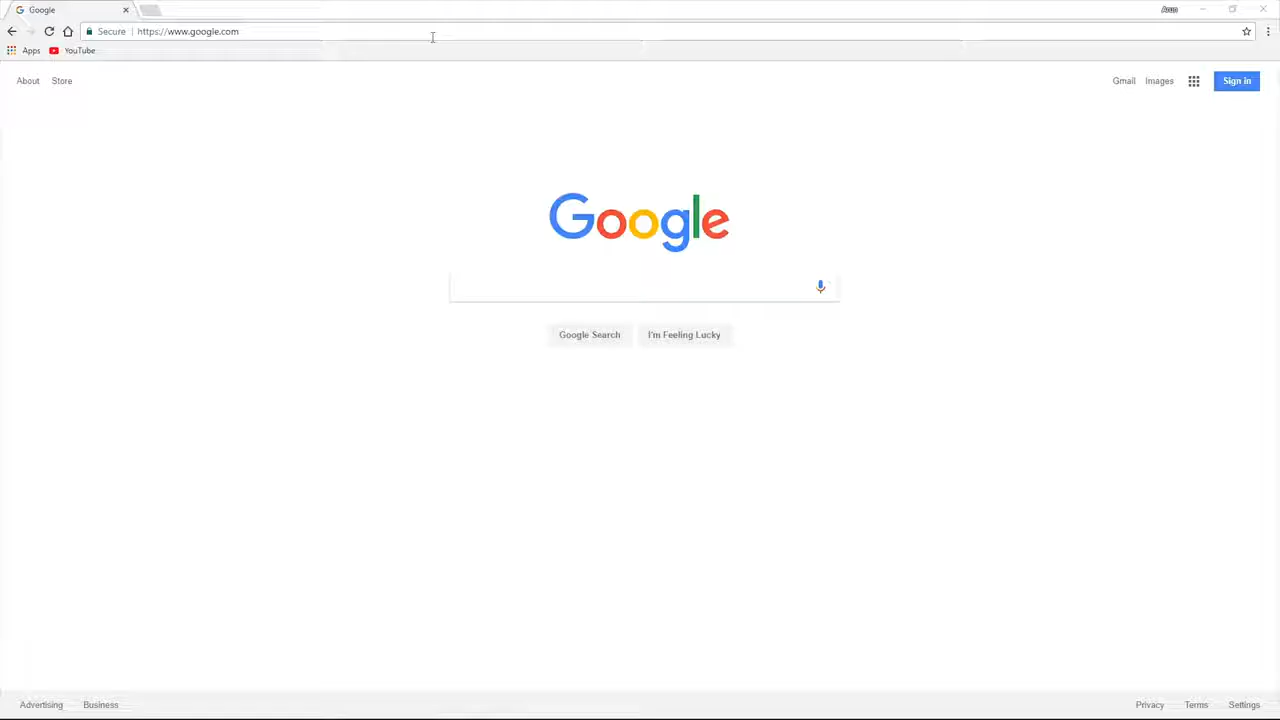 Google
Arun
Secure | https://www.google.com
Apps YouTube
About Store
Gmail Images Sign in
Google
Google Search I'm Feeling Lucky
Advertising Business
Privacy Terms Settings